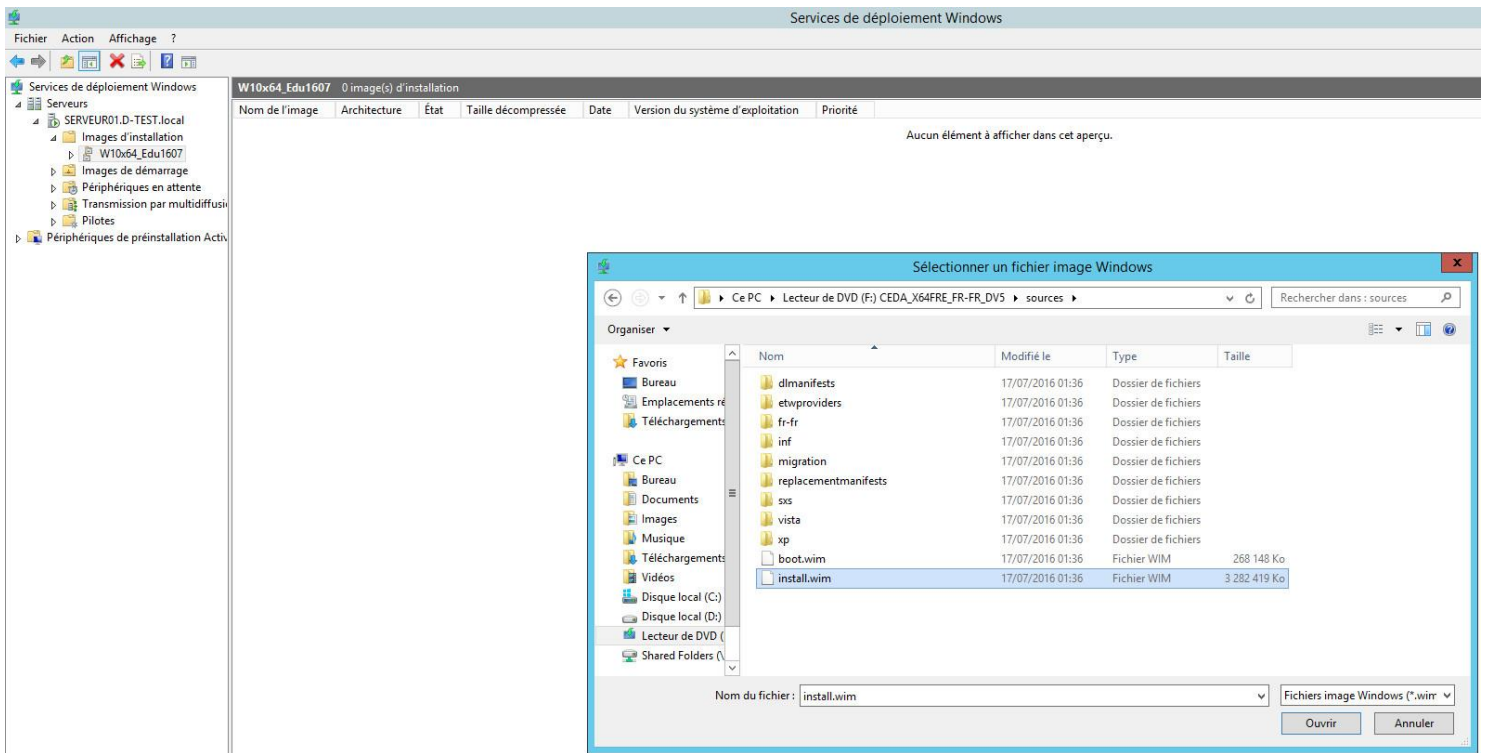 Services de déploiement Windows
Fichier Action Affichage ?
Services de déploiement Windows
Serveurs
SERVEUR01.D-TEST.local
Images d'installation
W10x64_Edu1607
Images de démarrage
Périphériques en attente
Transmission par multidiffusi
Pilotes
Périphériques de préinstallation Activ
W10x64_Edu1607 0 image(s) d'installation
Nom de l'image Architecture État Taille décompressée Date Version du système d'exploitation Priorité
Aucun élément à afficher dans cet aperçu.
Sélectionner un fichier image Windows
x
Ce PC Lecteur de DVD (F:) CEDA_X64FRE_FR-FR_DV5 sources
Rechercher dans : sources
Organiser
Favoris
Bureau
Emplacements ré
Téléchargements
Ce PC
Bureau
Documents
Images
Musique
Téléchargements
Vidéos
Disque local (C:)
Disque local (D:)
Lecteur de DVD (
Shared Folders (\
Nom Modifié le Type Taille
dlmanifests 17/07/2016 01:36 Dossier de fichiers
etwproviders 17/07/2016 01:36 Dossier de fichiers
fr-fr 17/07/2016 01:36 Dossier de fichiers
inf 17/07/2016 01:36 Dossier de fichiers
migration 17/07/2016 01:36 Dossier de fichiers
replacementmanifests 17/07/2016 01:36 Dossier de fichiers
sxs 17/07/2016 01:36 Dossier de fichiers
vista 17/07/2016 01:36 Dossier de fichiers
xp 17/07/2016 01:36 Dossier de fichiers
boot.wim 17/07/2016 01:36 Fichier WIM 268 148 Ko
install.wim 17/07/2016 01:36 Fichier WIM 3 282 419 Ko
Nom du fichier : install.wim
Fichiers image Windows (*.wim
Ouvrir Annuler